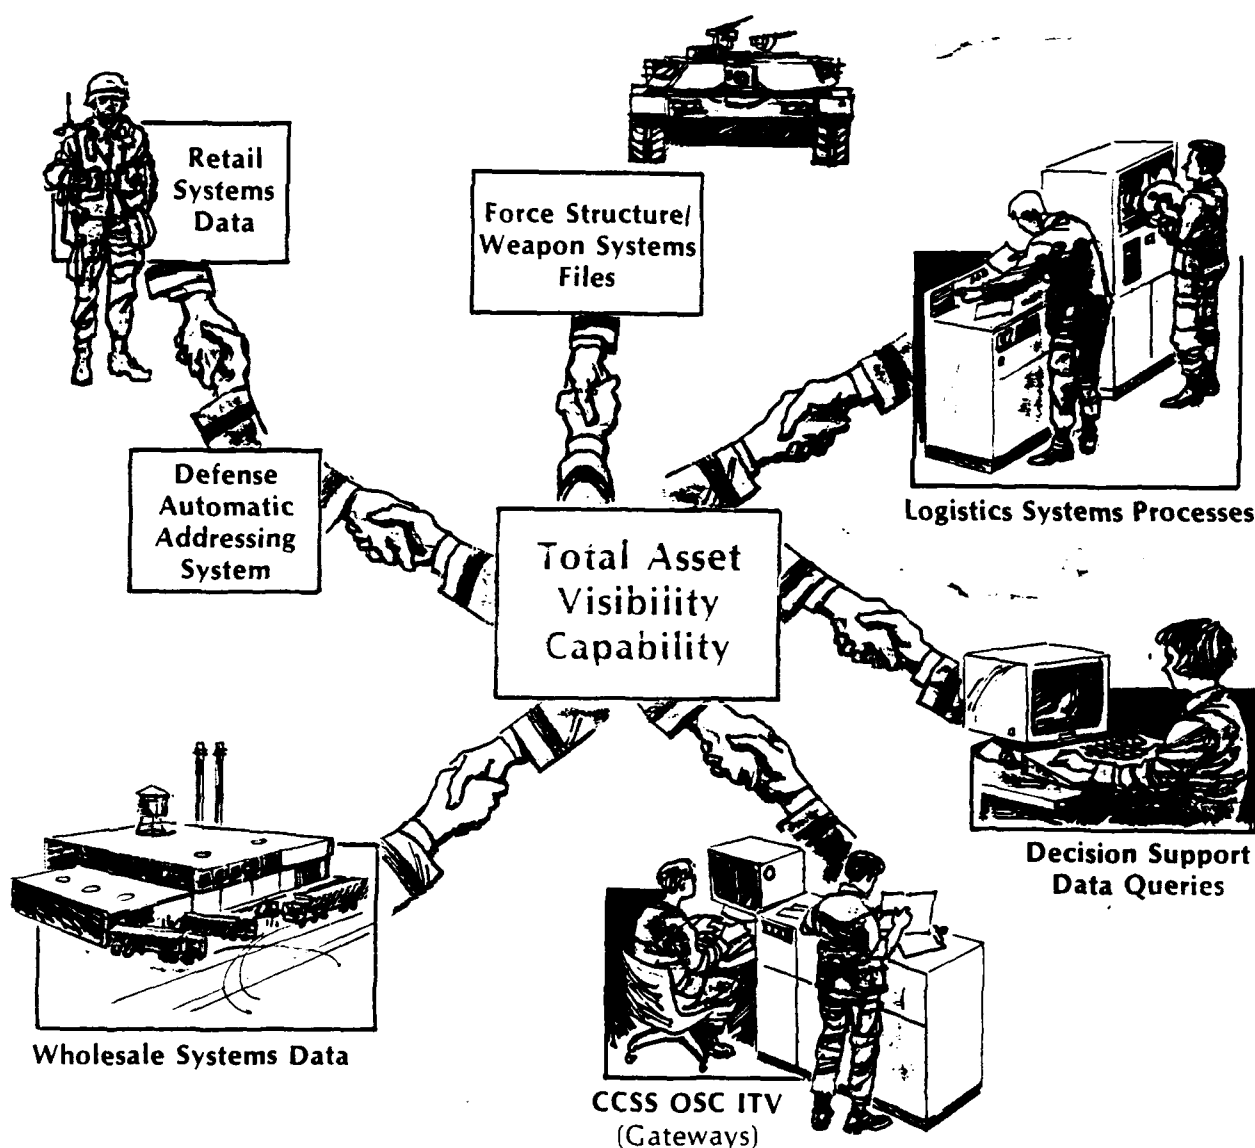 Retail
Systems
Data
Force Structure/
Weapon Systems
Files
Logistics Systems Processes
Defense
Automatic
Addressing
System
Total Asset
Visibility
Capability
Decision Support
Data Queries
Wholesale Systems Data
CCSS OSC ITV
(Gateways)